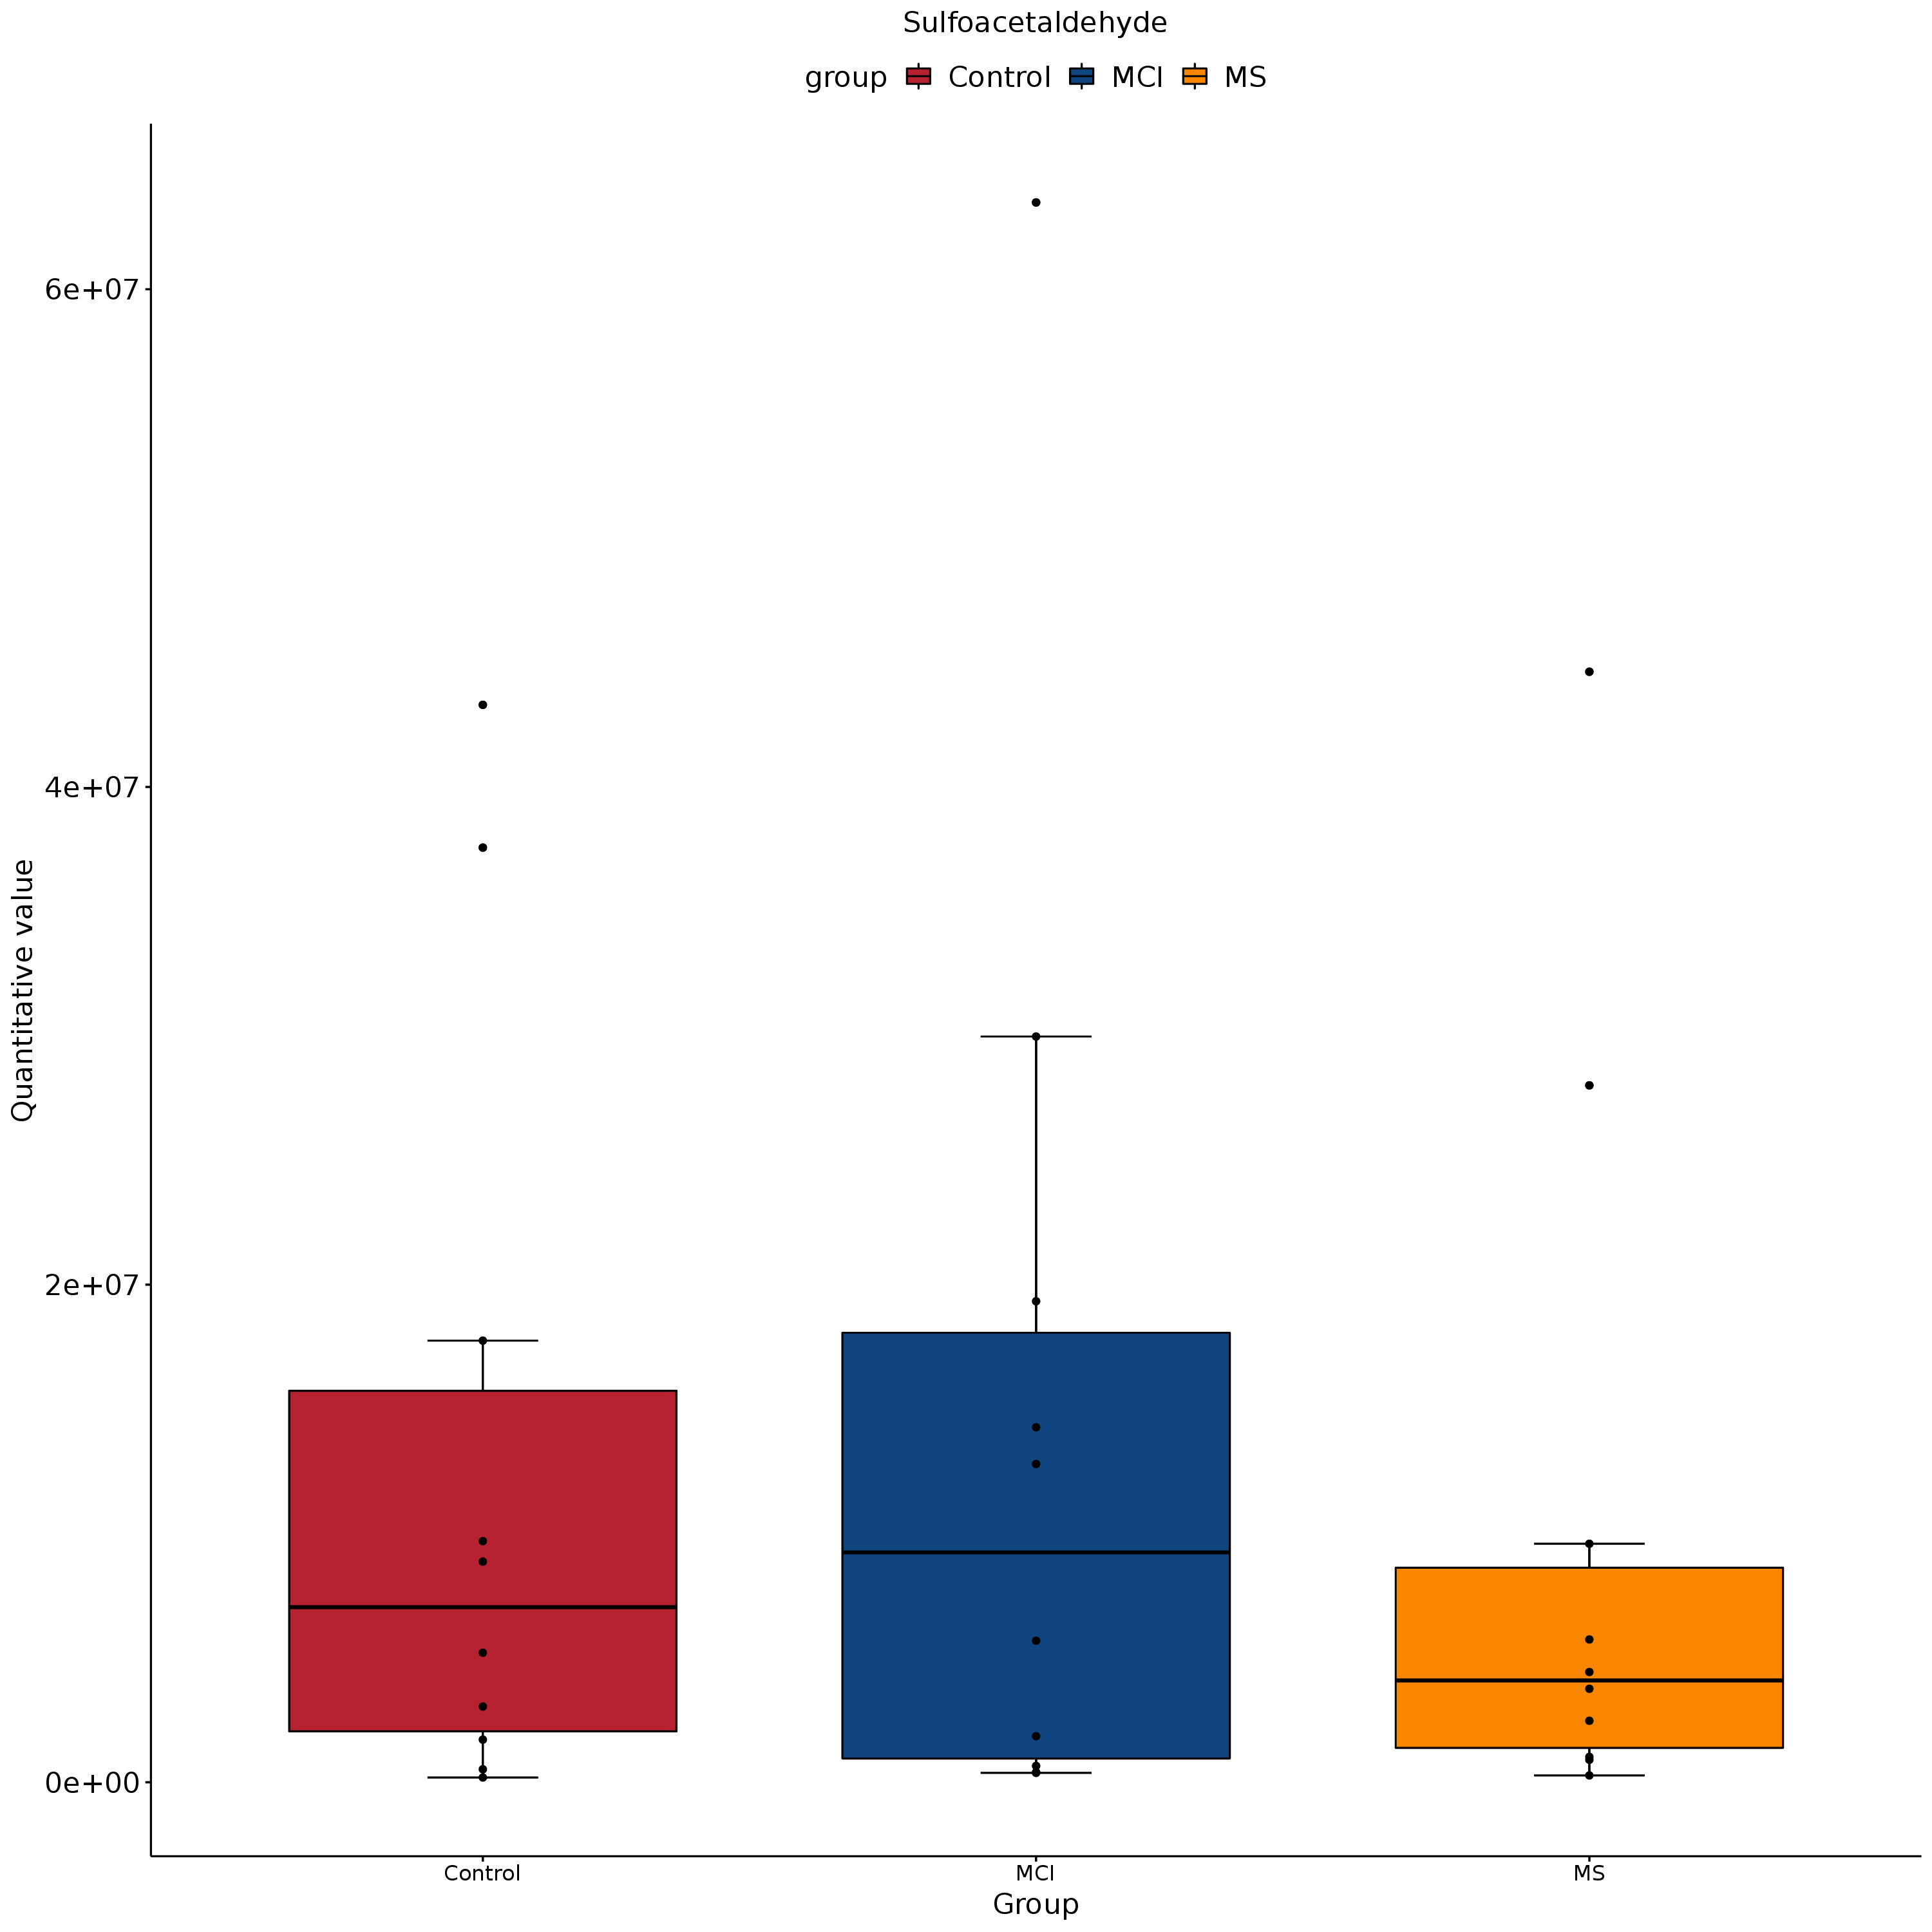 Sulfoacetaldehyde
group Control MCI MS
6e+07
4e+07
2e+07
0e+00
Quantitative value
Control MCI MS
Group